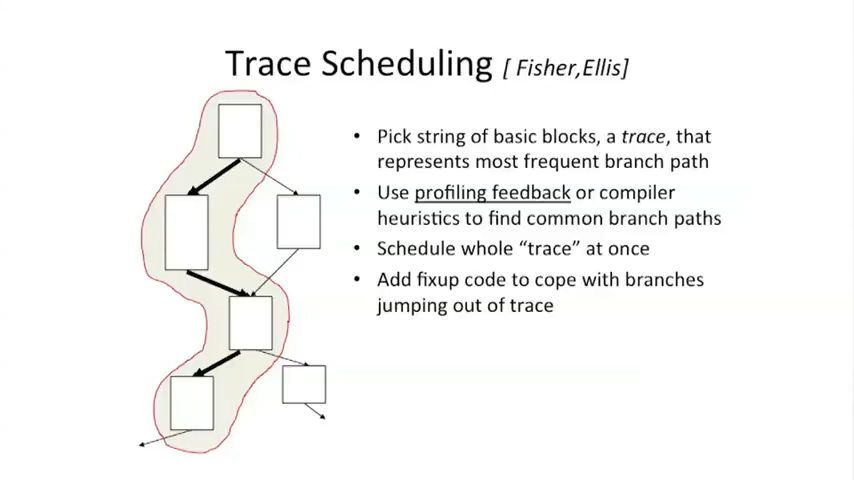 Trace Scheduling [ Fisher,Ellis]
• Pick string of basic blocks, a trace, that
represents most frequent branch path
• Use profiling feedback or compiler
heuristics to find common branch paths
• Schedule whole “trace” at once
• Add fixup code to cope with branches
jumping out of trace